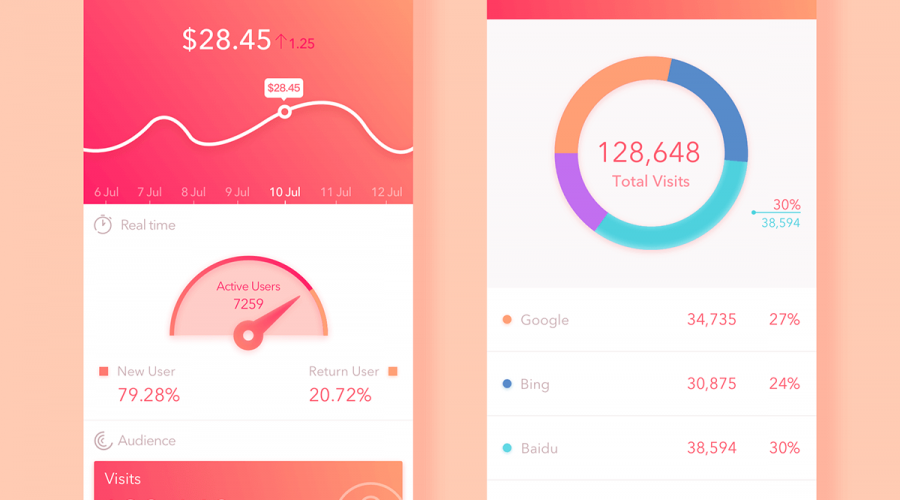 $28.45 ↑1.25
$28.45
6 Jul 7 Jul 8 Jul 9 Jul 10 Jul 11 Jul 12 Jul
Real time
Active Users
7259
New User Return User
79.28% 20.72%
Audience
Visits
128,648
Total Visits
30%
38,594
Google 34,735 27%
Bing 30,875 24%
Baidu 38,594 30%